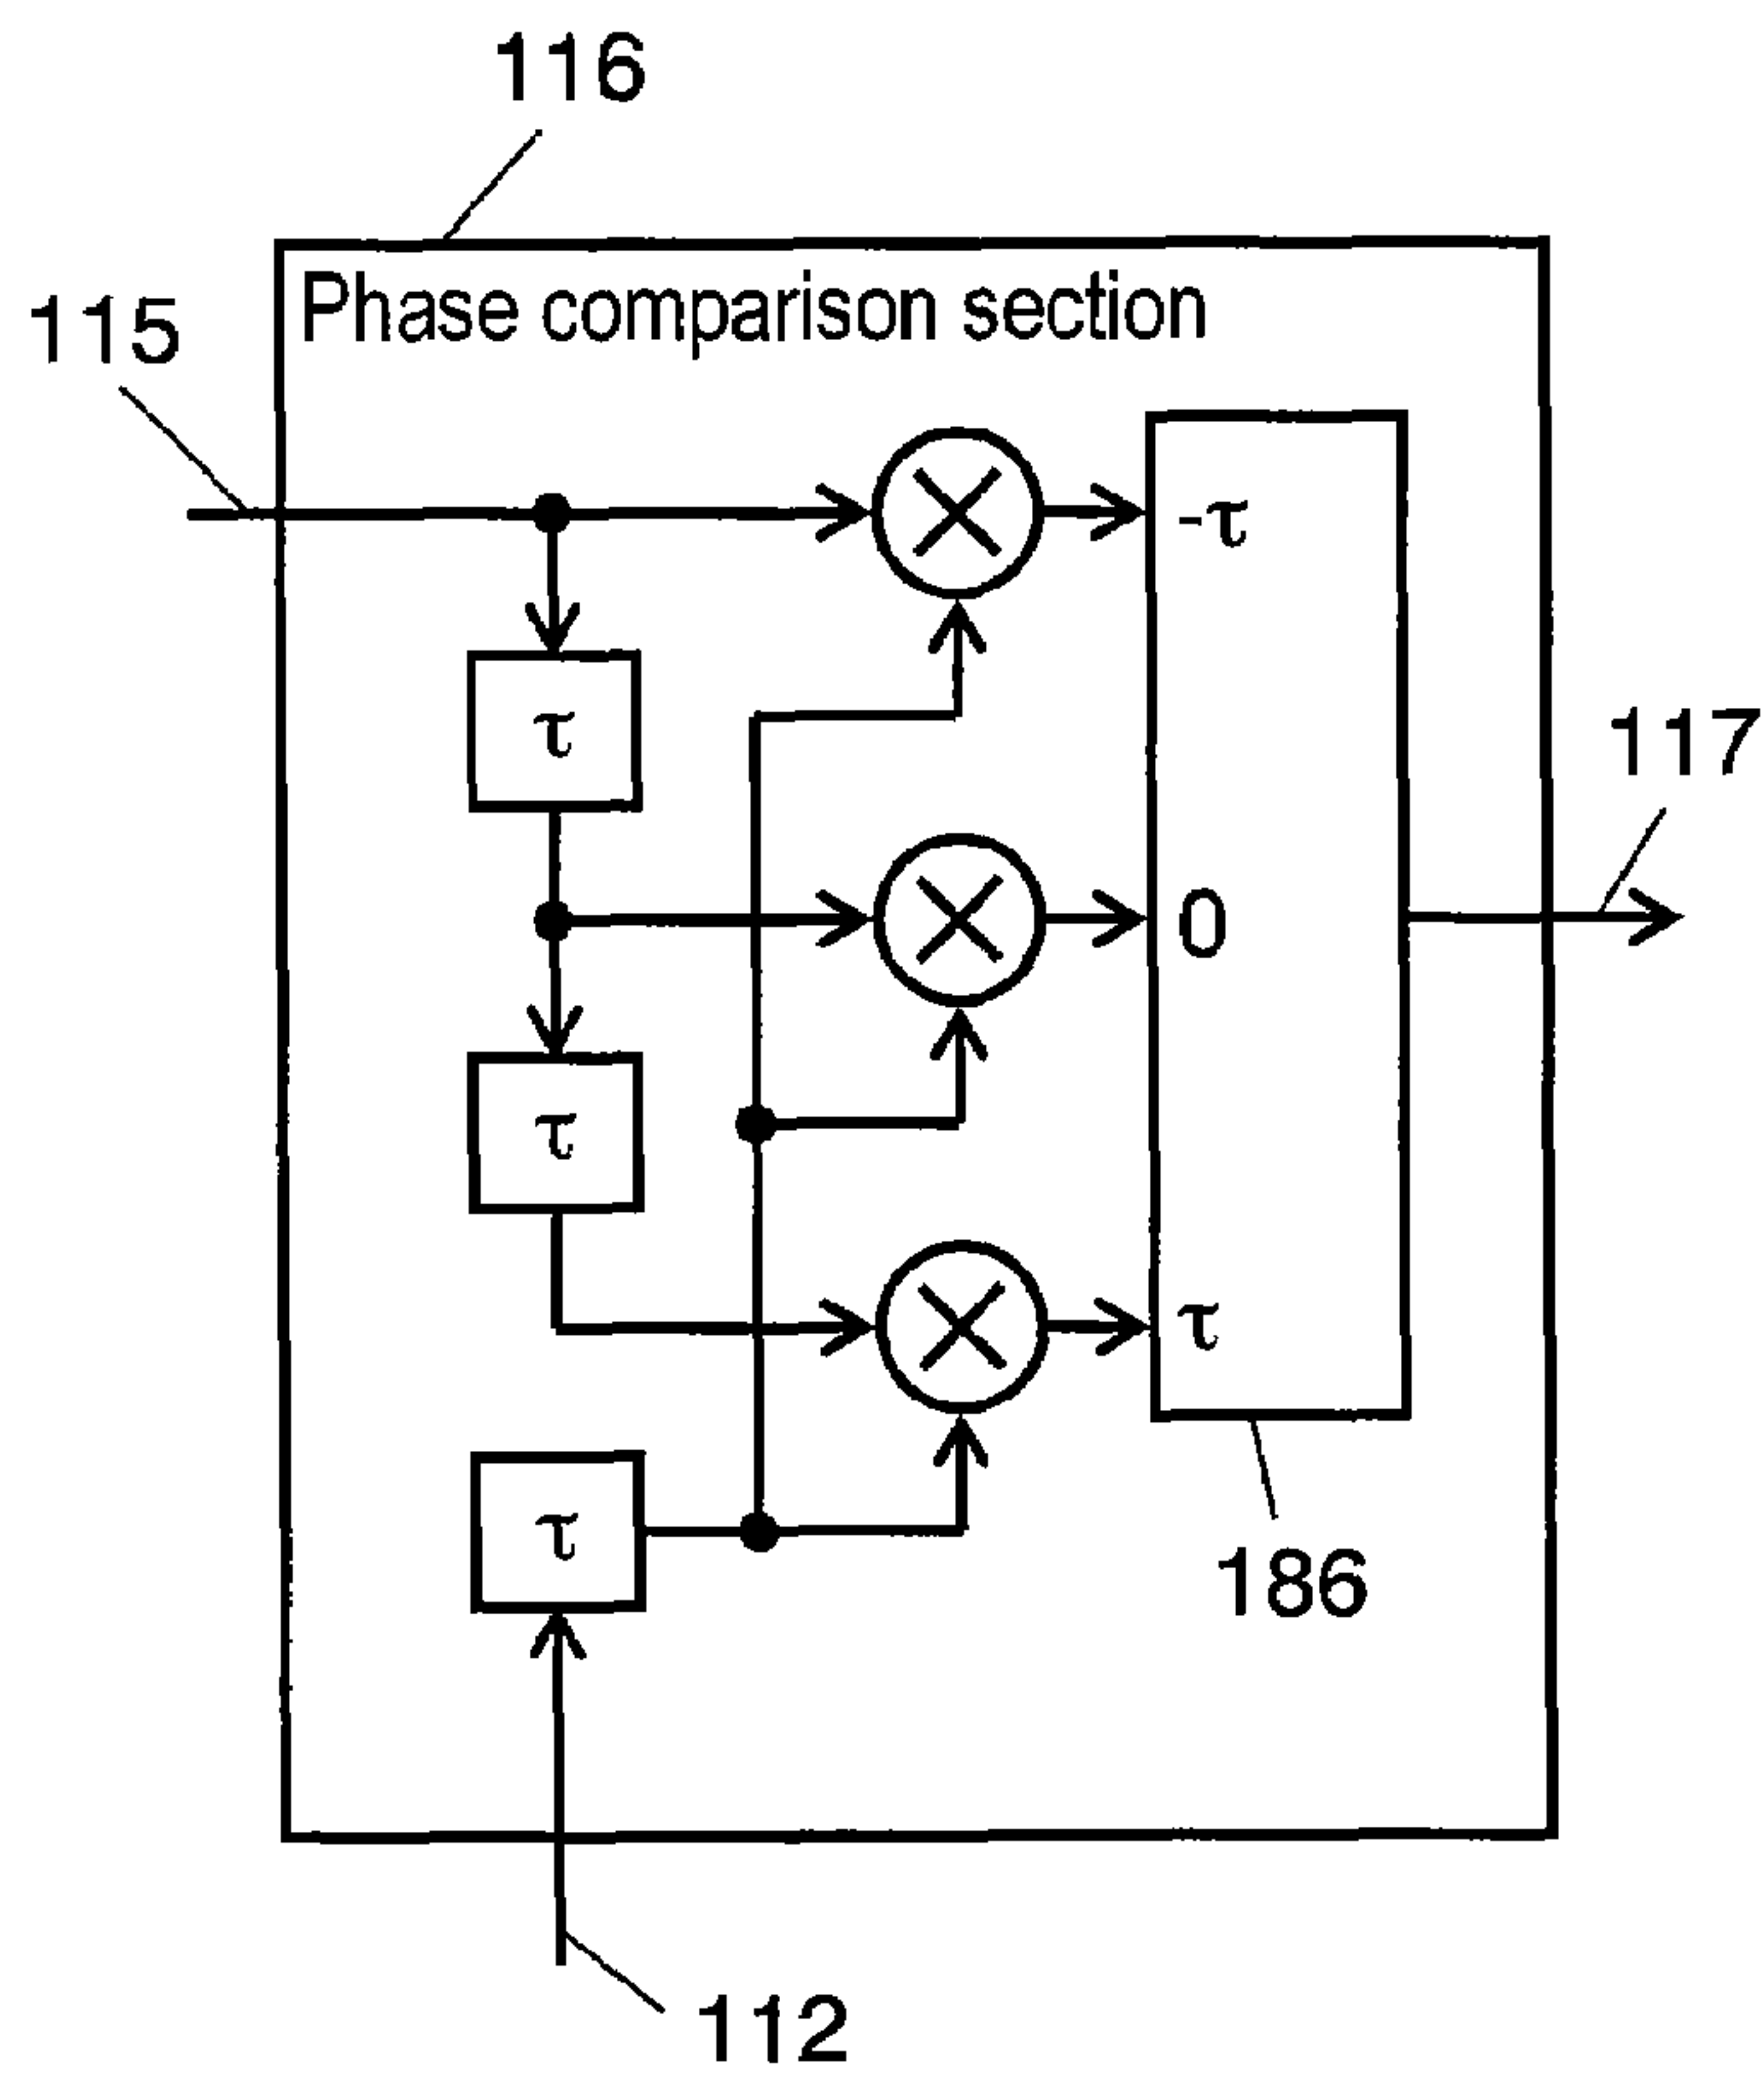 116
115
Phase comparison section
-τ
τ
117
0
τ
τ
τ
186
112